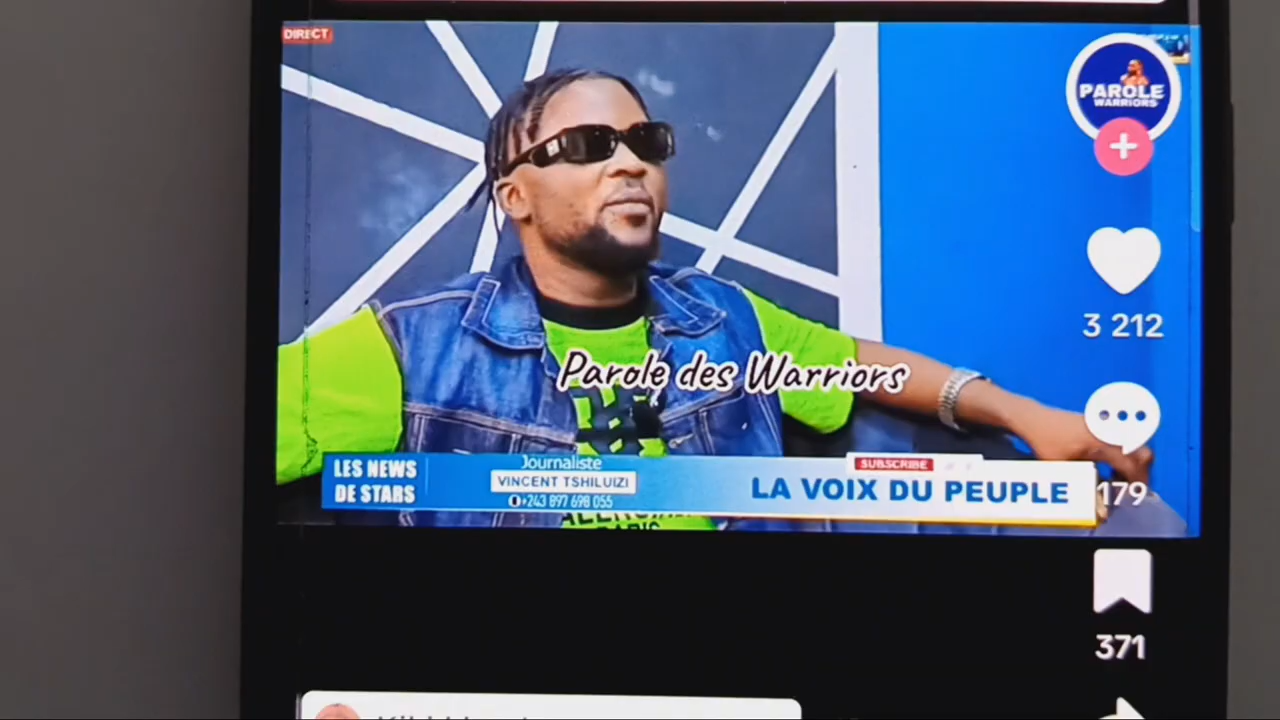 DIRECT
PAROLE
WARRIORS
3 212
Parole des Warriors
LES NEWS
DE STARS
Journaliste
VINCENT TSHILUIZI
+243 897 698 055
SUBSCRIBE
LA VOIX DU PEUPLE
179
PARIS
371